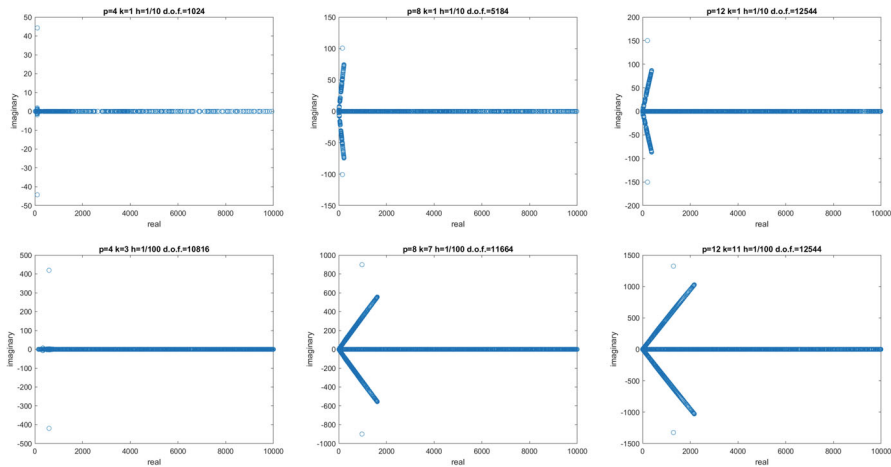 p=4 k=1 h=1/10 d.o.f.=1024
50
40
30
20
10
0
-10
-20
-30
-40
-50
imaginary
0 2000 4000 6000 8000 10000
real
p=8 k=1 h=1/10 d.o.f.=5184
150
100
50
0
-50
-100
-150
imaginary
0 2000 4000 6000 8000 10000
real
p=12 k=1 h=1/10 d.o.f.=12544
200
150
100
50
0
-50
-100
-150
-200
imaginary
0 2000 4000 6000 8000 10000
real
p=4 k=3 h=1/100 d.o.f.=10816
500
400
300
200
100
0
-100
-200
-300
-400
-500
imaginary
0 2000 4000 6000 8000 10000
real
p=8 k=7 h=1/100 d.o.f.=11664
1000
800
600
400
200
0
-200
-400
-600
-800
-1000
imaginary
0 2000 4000 6000 8000 10000
real
p=12 k=11 h=1/100 d.o.f.=12544
1500
1000
500
0
-500
-1000
-1500
imaginary
0 2000 4000 6000 8000 10000
real